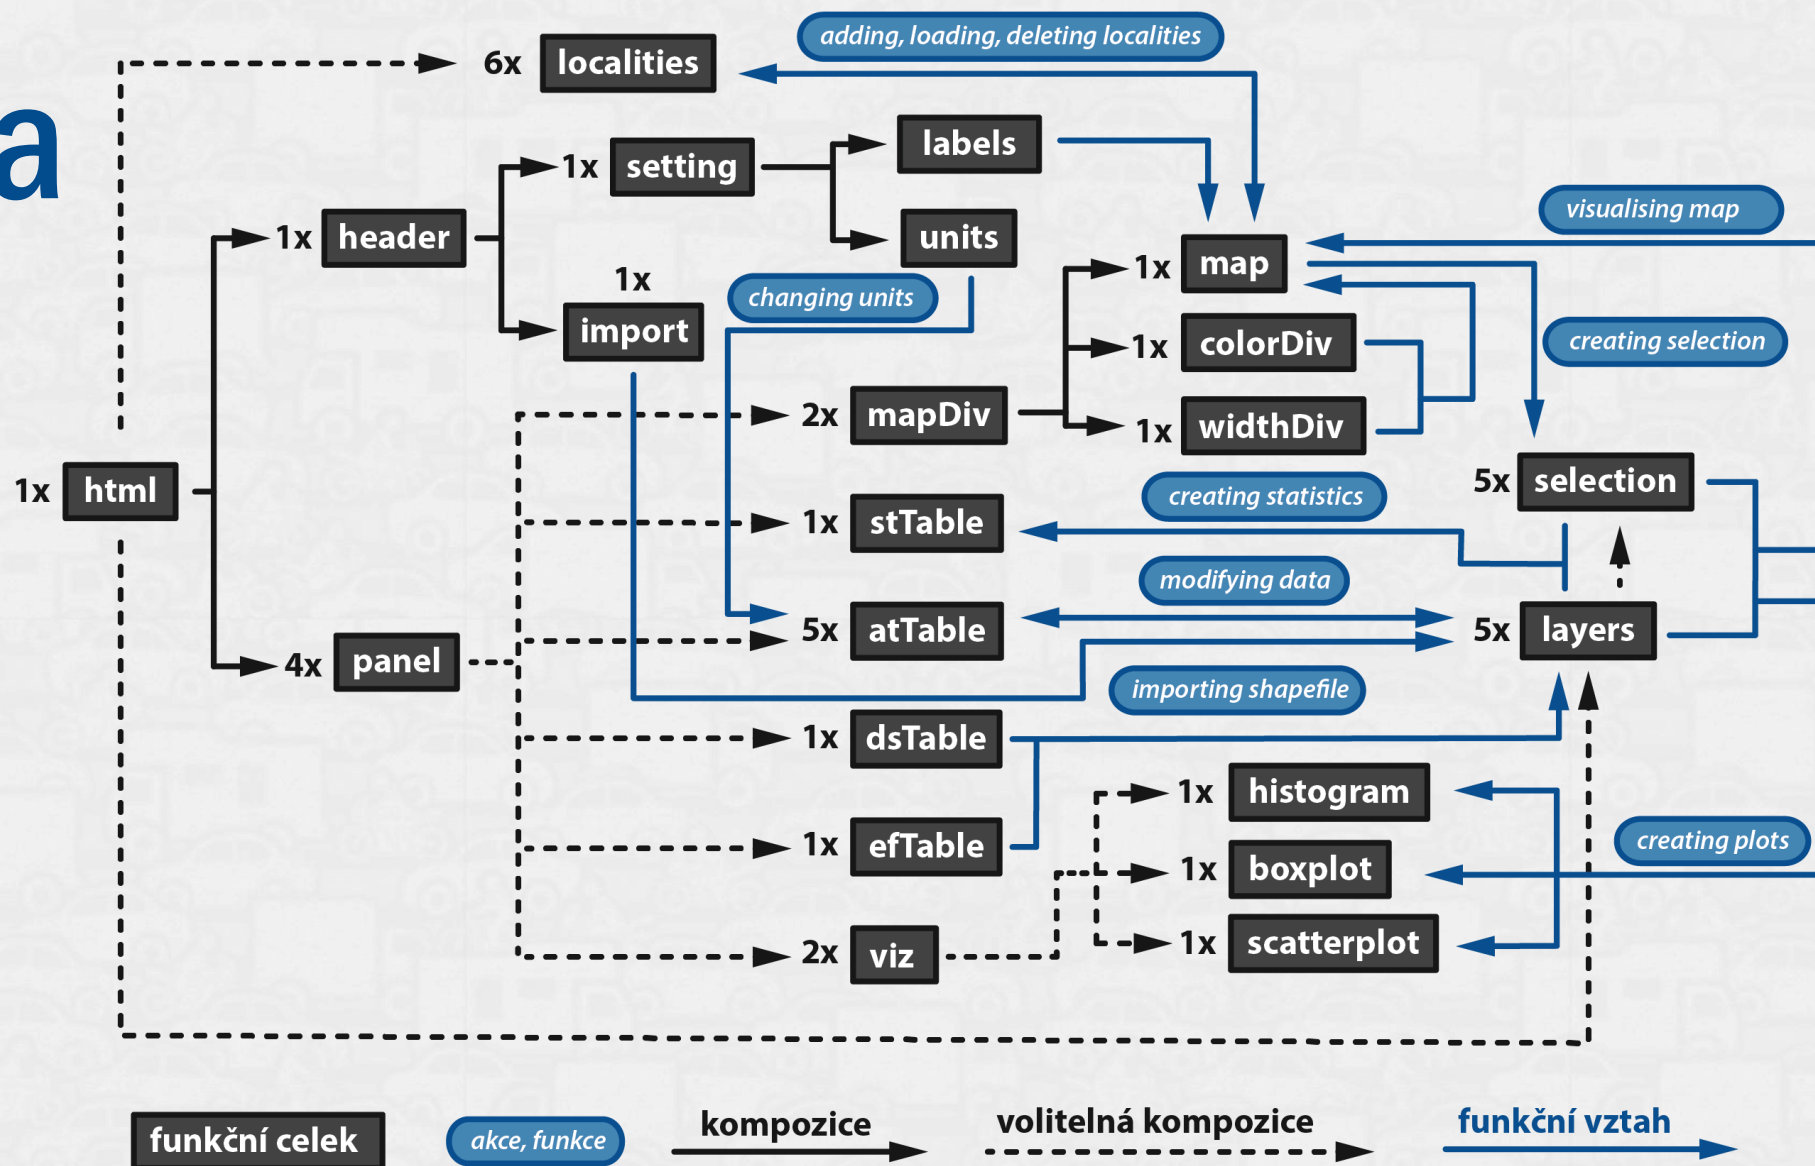 adding, loading, deleting localities
6x localities
a
labels
1x setting
visualising map
1x header
units
1x map
1x
changing units
import
1x colorDiv
creating selection
2x mapDiv
1x widthDiv
1x html
5x selection
creating statistics
1x stTable
modifying data
5x atTable
5x layers
4x panel
importing shapefile
1x dsTable
1x histogram
creating plots
1x efTable
1x boxplot
1x scatterplot
2x viz
funkční celek
akce, funkce
kompozice
volitelná kompozice
funkční vztah